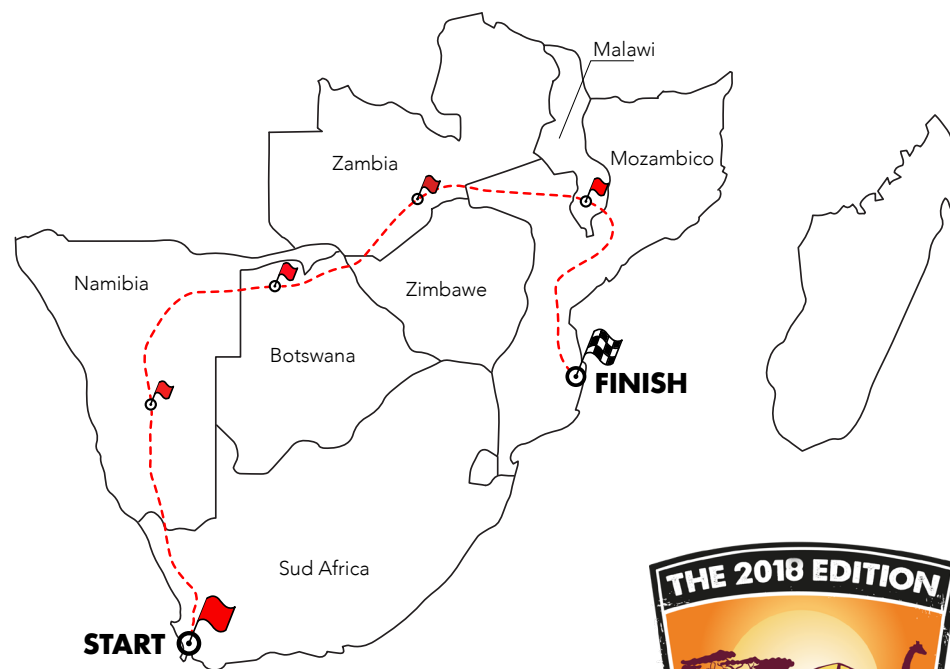 Malawi
Zambia
Mozambico
Namibia
Zimbawe
Botswana
FINISH
Sud Africa
THE 2018 EDITION
START